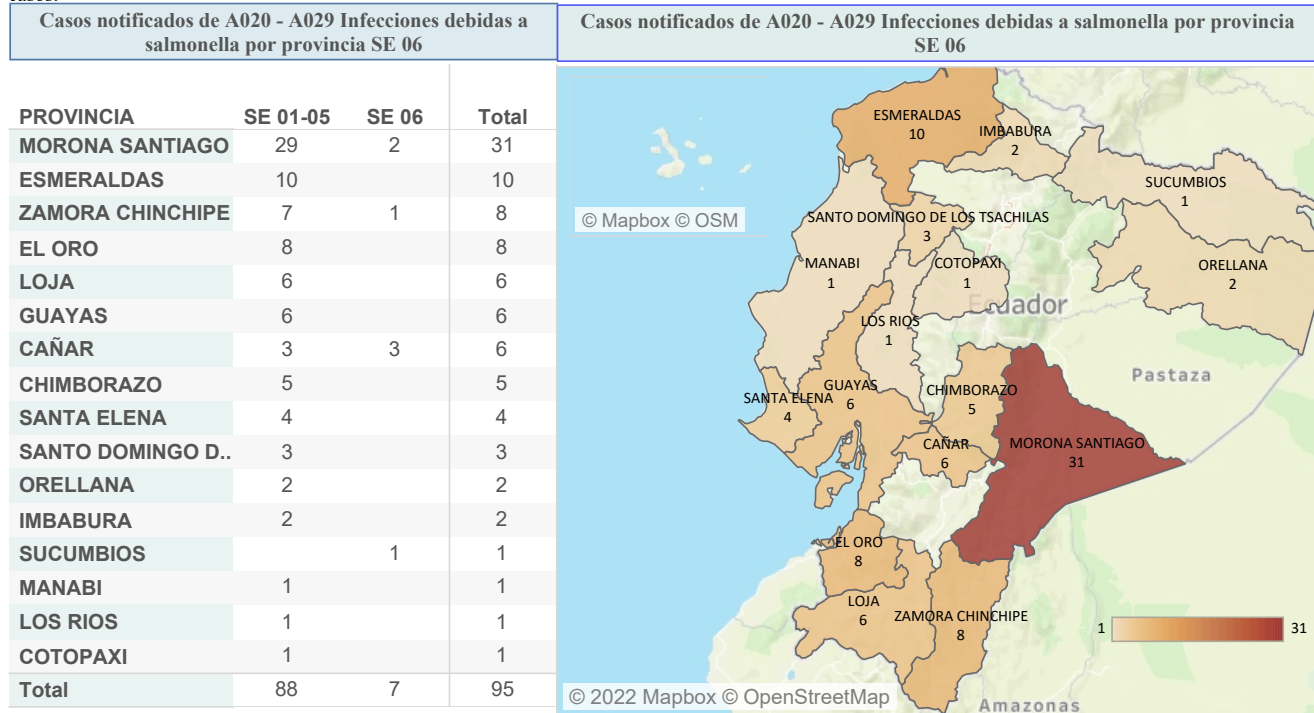 Casos notificados de A020 - A029 Infecciones debidas a
salmonella por provincia SE 06
PROVINCIA SE 01-05 SE 06 Total
MORONA SANTIAGO 29 2 31
ESMERALDAS 10 10
ZAMORA CHINCHIPE 7 1 8
EL ORO 8 8
LOJA 6 6
GUAYAS 6 6
CAÑAR 3 3 6
CHIMBORAZO 5 5
SANTA ELENA 4 4
SANTO DOMINGO D.. 3 3
ORELLANA 2 2
IMBABURA 2 2
SUCUMBIOS 1 1
MANABI 1 1
LOS RIOS 1 1
COTOPAXI 1 1
Total 88 7 95
Casos notificados de A020 - A029 Infecciones debidas a salmonella por provincia
SE 06
ESMERALDAS
10
IMBABURA
2
SUCUMBIOS
1
© Mapbox © OSM
SANTO DOMINGO DE LOS TSACHILAS
3
MANABI
1
COTOPAXI
1
ORELLANA
2
Ecuador
LOS RIOS
1
Pastaza
GUAYAS
6
SANTA ELENA
4
CHIMBORAZO
5
CAÑAR
6
MORONA SANTIAGO
31
EL ORO
8
LOJA
6
ZAMORA CHINCHIPE
8
1 31
© 2022 Mapbox © OpenStreetMap
Amazonas